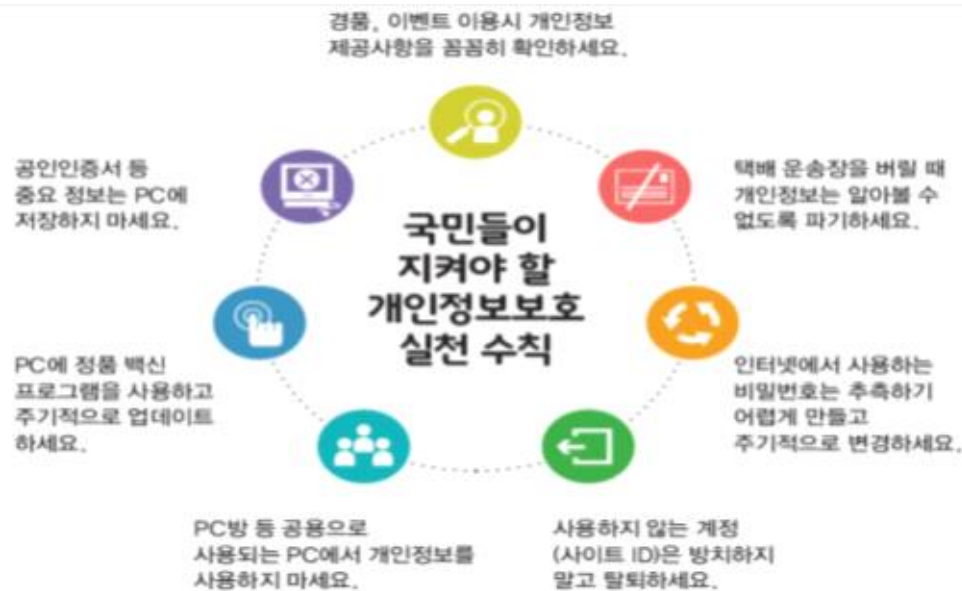 경품, 이벤트 이용시 개인정보
제공사항을 꼼꼼히 확인하세요.
공인인증서 등
중요 정보는 PC에
저장하지 마세요.
택배 운송장을 버릴 때
개인정보는 알아볼 수
없도록 파기하세요.
국민들이
지켜야 할
개인정보보호
실천 수칙
PC에 정품 백신
프로그램을 사용하고
주기적으로 업데이트
하세요.
인터넷에서 사용하는
비밀번호는 추측하기
어렵게 만들고
주기적으로 변경하세요.
PC방 등 공용으로
사용되는 PC에서 개인정보를
사용하지 마세요.
사용하지 않는 계정
(사이트 ID)은 방치하지
말고 탈퇴하세요.